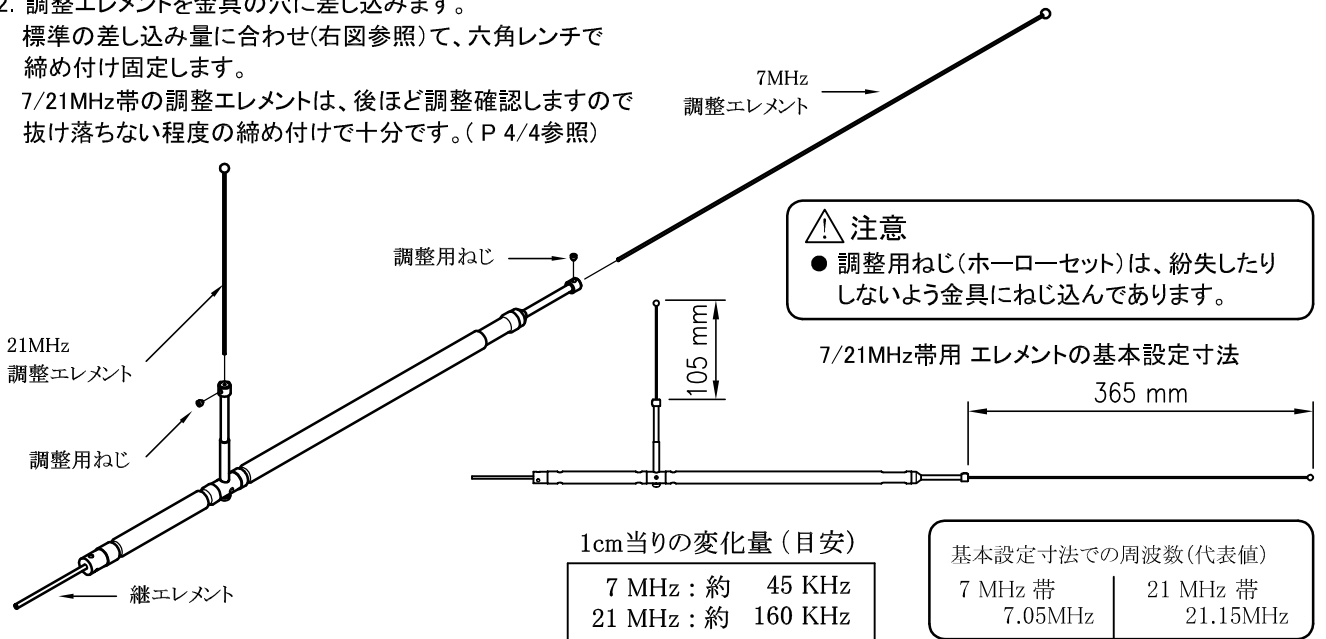 2. 調整エレメントを金具の穴に差し込みます。
標準の差し込み量に合わせ(右図参照)て、六角レンチで
締め付け固定します。
7/21MHz帯の調整エレメントは、後ほど調整確認しますので
抜け落ちない程度の締め付けで十分です。( P 4/4参照)
7MHz
調整エレメント
調整用ねじ
21MHz
調整エレメント
調整用ねじ
継エレメント
注意
● 調整用ねじ(ホーローセット)は、紛失したり
しないよう金具にねじ込んであります。
7/21MHz帯用 エレメントの基本設定寸法
105 mm
365 mm
1cm当りの変化量 (目安)
7 MHz : 約 45 KHz
21 MHz : 約 160 KHz
基本設定寸法での周波数(代表値)
7 MHz 帯 21 MHz 帯
7.05MHz 21.15MHz